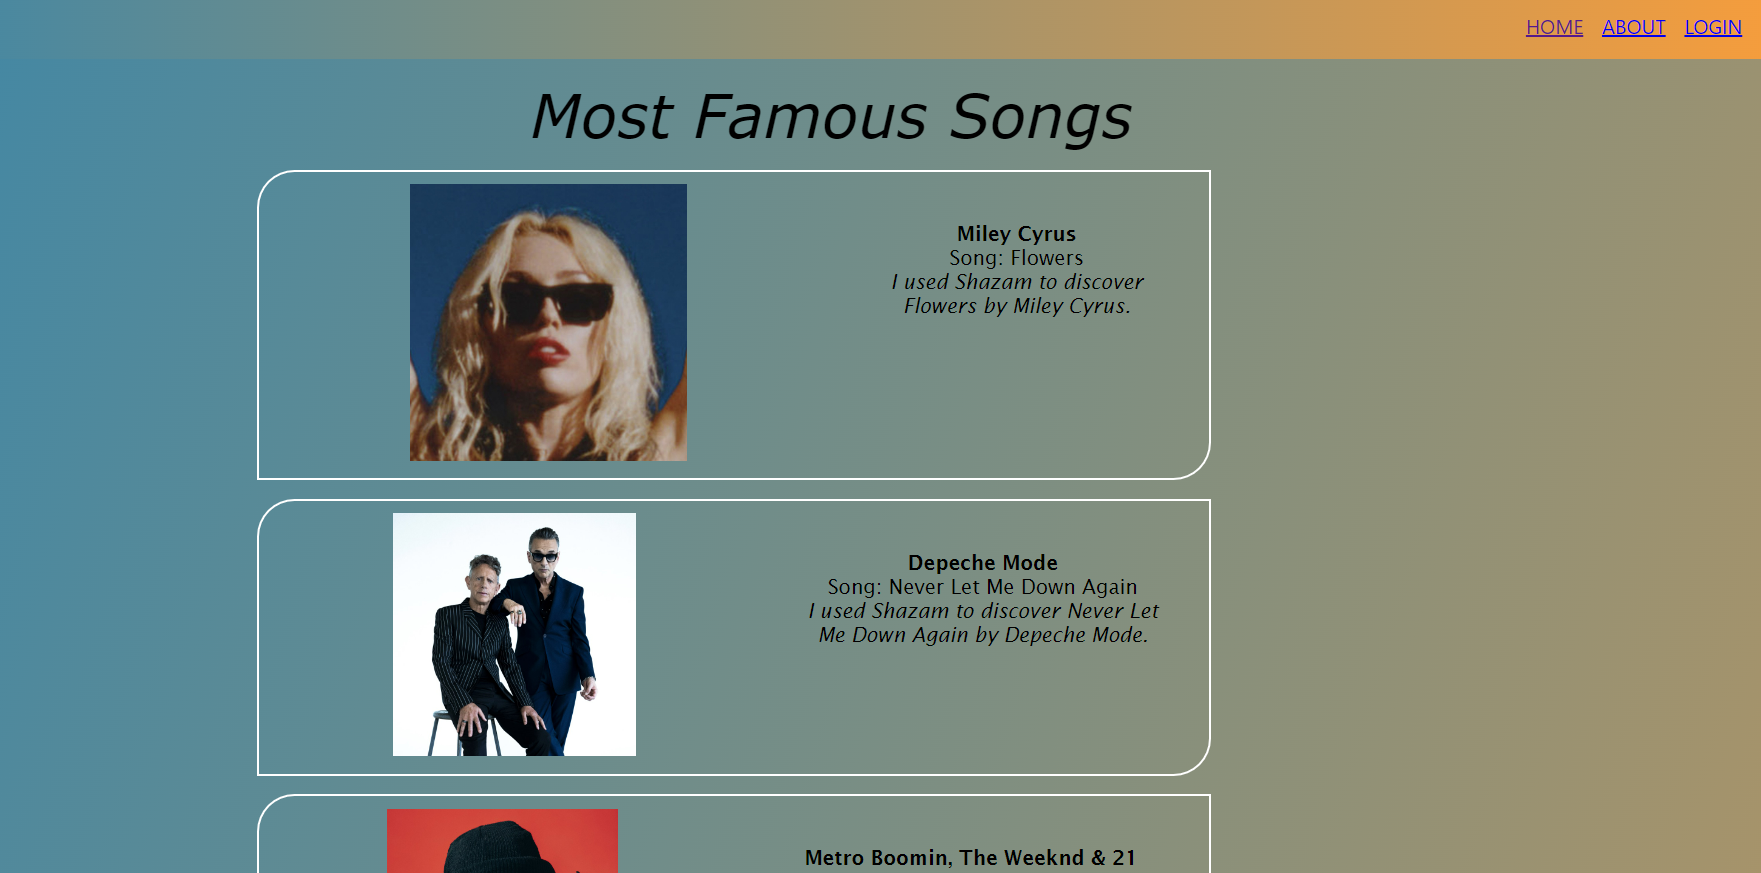 HOME ABOUT LOGIN
Most Famous Songs
Miley Cyrus
Song: Flowers
I used Shazam to discover
Flowers by Miley Cyrus.
Depeche Mode
Song: Never Let Me Down Again
I used Shazam to discover Never Let
Me Down Again by Depeche Mode.
Metro Boomin, The Weeknd & 21